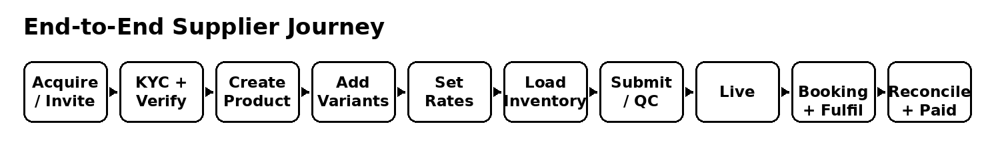 End-to-End Supplier Journey
Acquire
/ Invite
KYC +
Verify
Create
Product
Add
Variants
Set
Rates
Load
Inventory
Submit
/ QC
Live
Booking
+ Fulfil
Reconcile
+ Paid